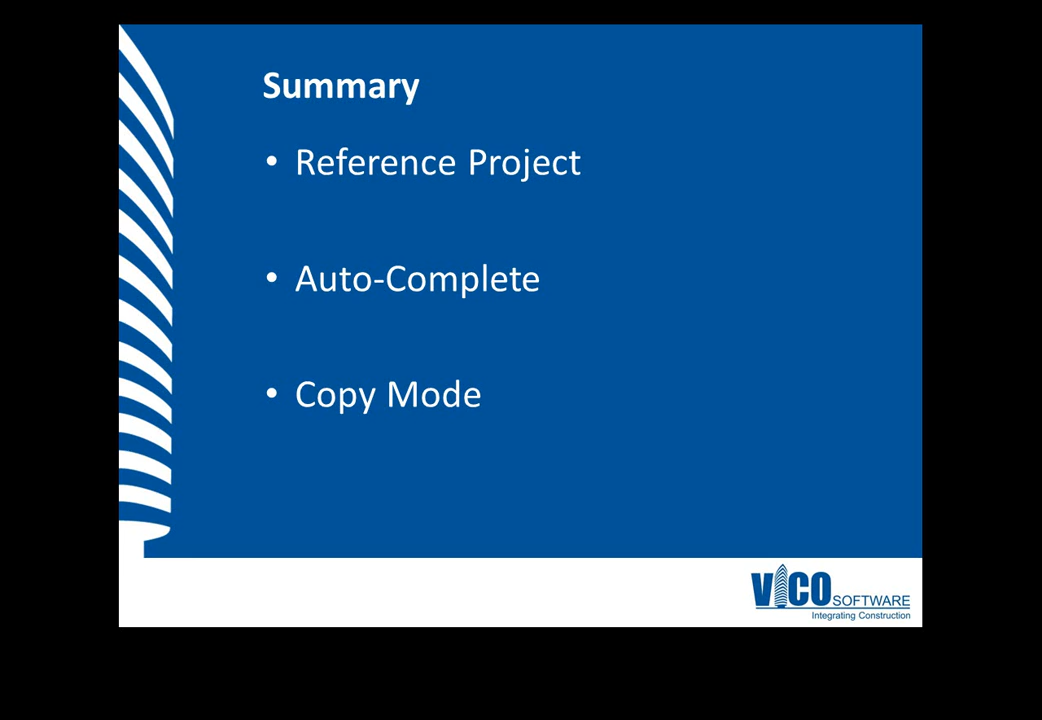 Summary
• Reference Project
• Auto-Complete
• Copy Mode
VICO SOFTWARE
Integrating Construction